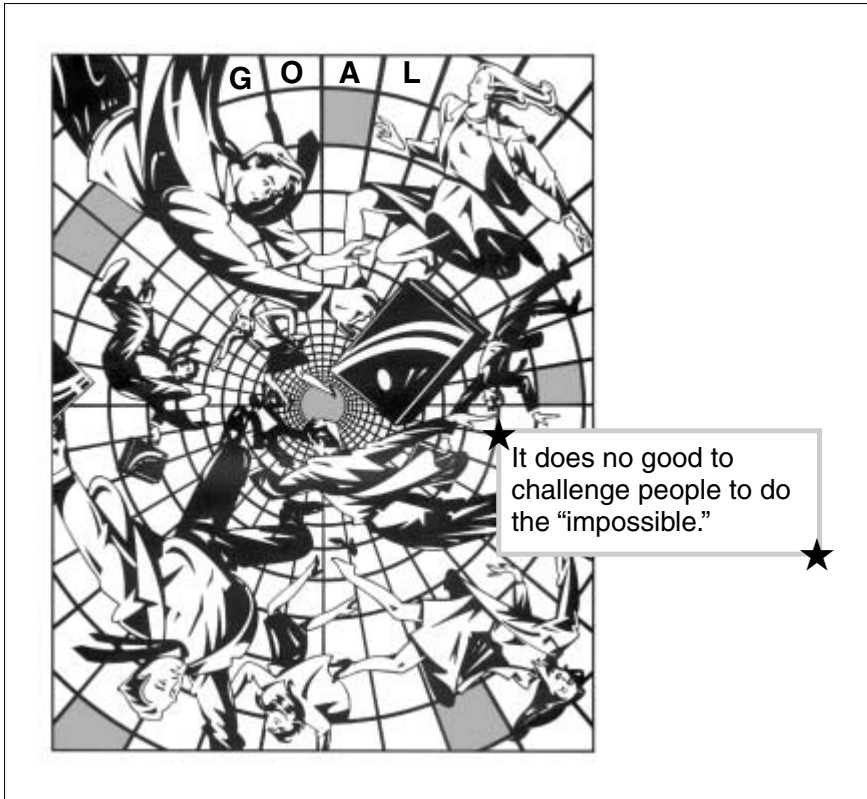 G O A L
It does no good to
challenge people to do
the “impossible.”